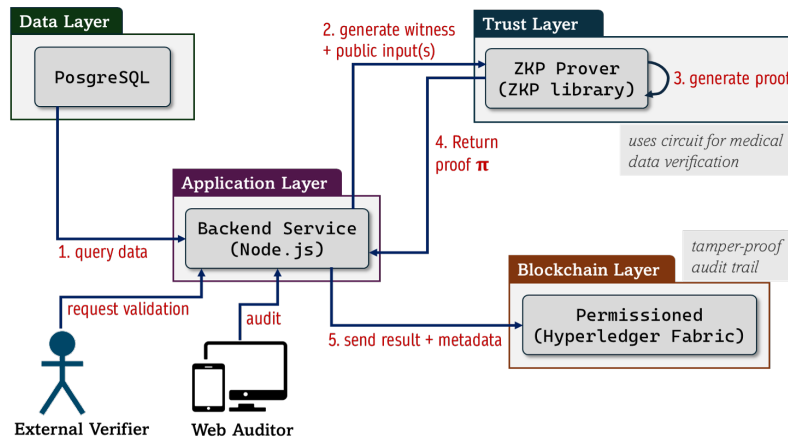 Data Layer
PosgreSQL
2. generate witness
+ public input(s)
Trust Layer
ZKP Prover
(ZKP library)
3. generate proof
4. Return
proof π
uses circuit for medical
data verification
Application Layer
Backend Service
(Node.js)
1. query data
tamper-proof
audit trail
Blockchain Layer
Permissioned
(Hyperledger Fabric)
request validation
audit
5. send result + metadata
External Verifier
Web Auditor